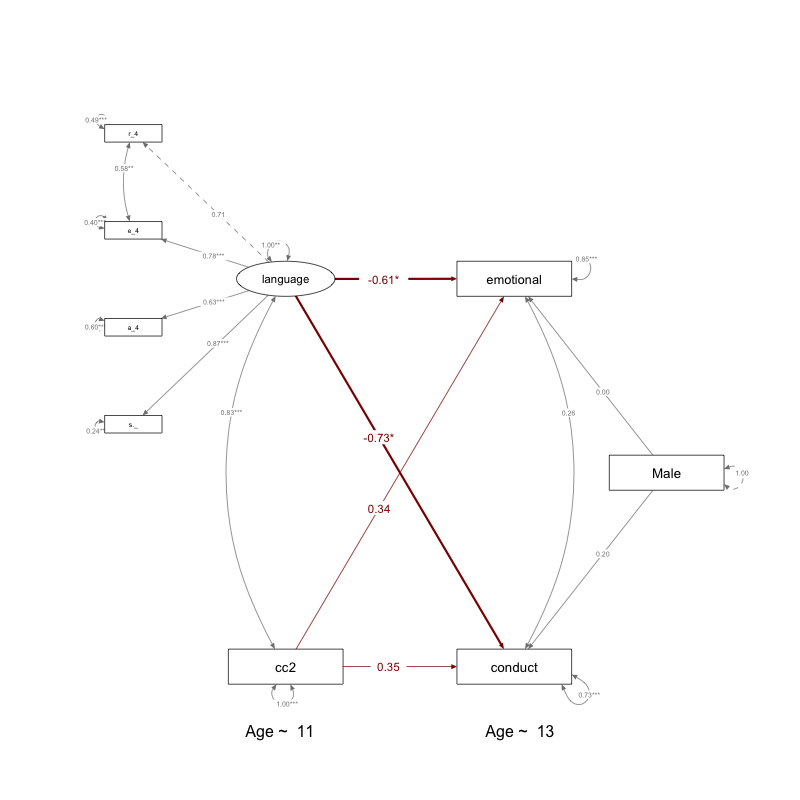 0.49***
r_4
0.58**
0.71
0.40***
e_4
0.78***
1.00**
language
-0.61*
emotional
0.85***
0.63***
0.60**
a_4
0.87***
0.00
0.83***
0.26
s._
-0.73*
Male
1.00
0.34
0.20
cc2
0.35
conduct
0.73***
1.00***
Age ~ 11
Age ~ 13